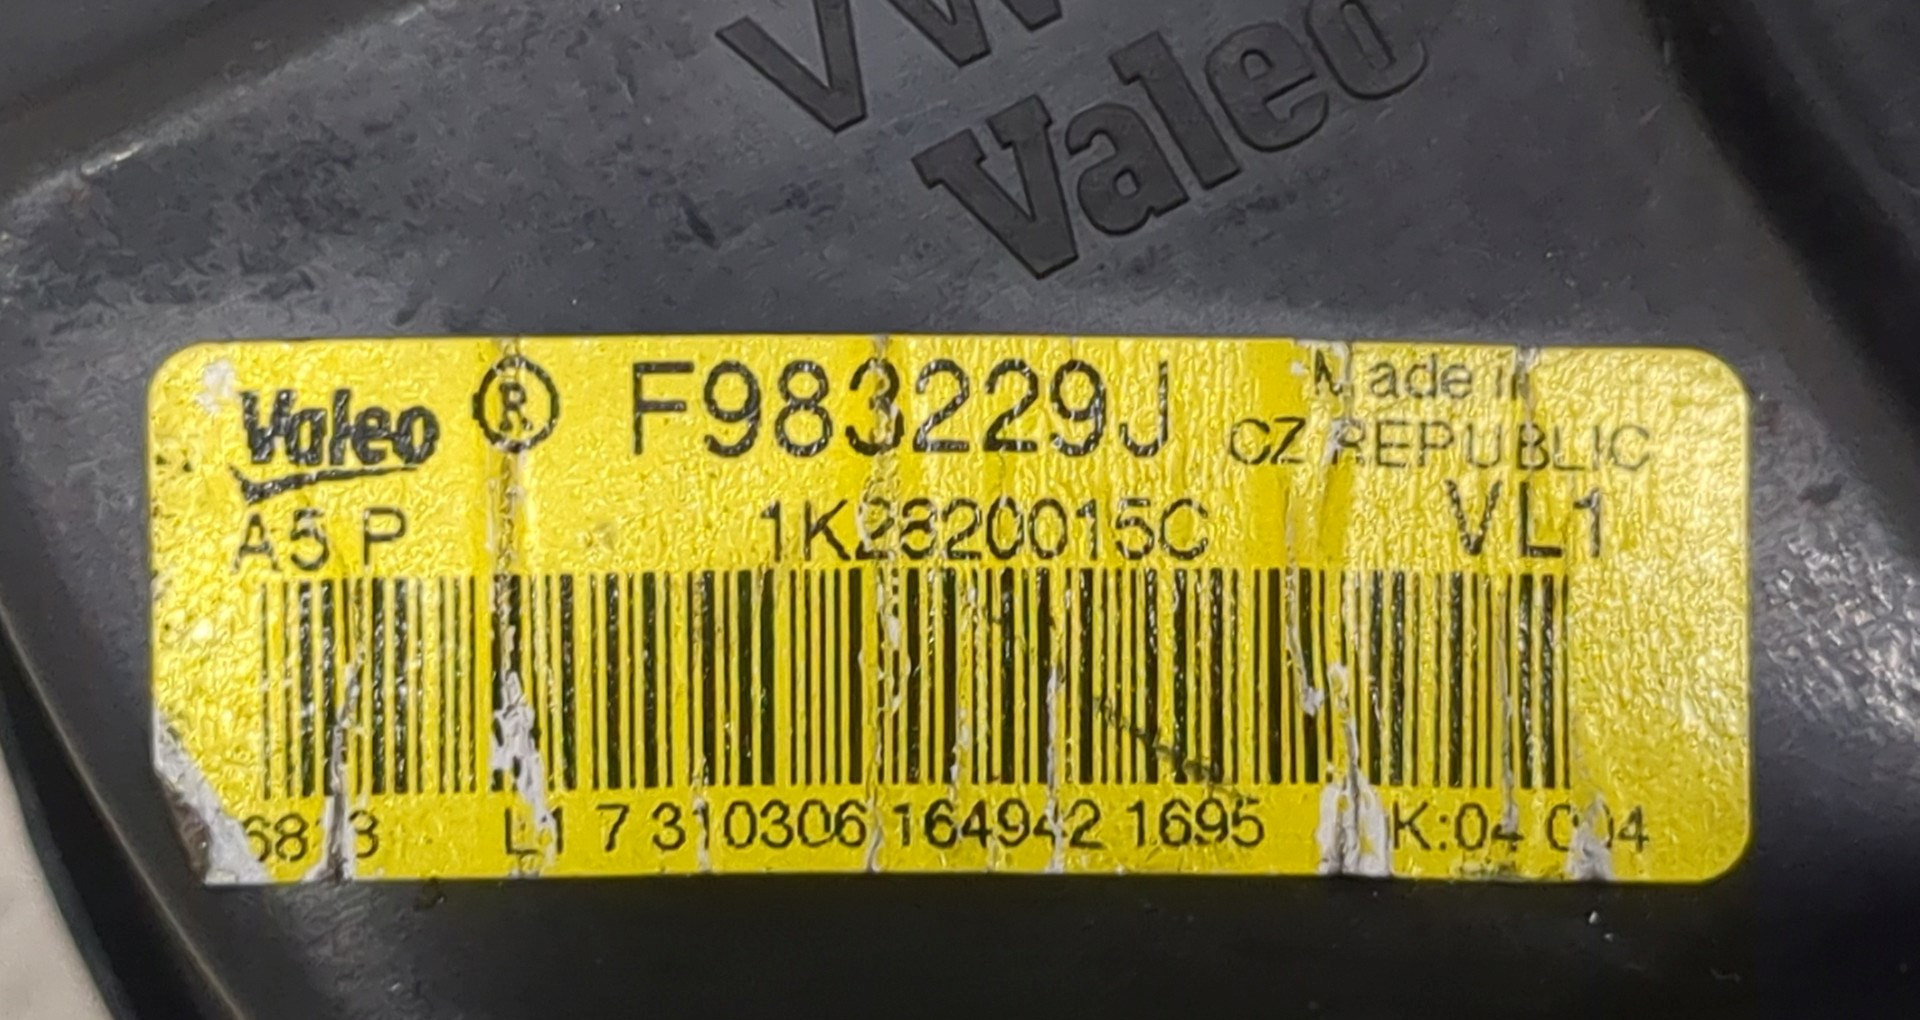 VW
Valeo
Valeo ® F983229J Made in
CZ REPUBLIC
A5 P 1K2820015C VL1
L1 7 310306 164942 1695